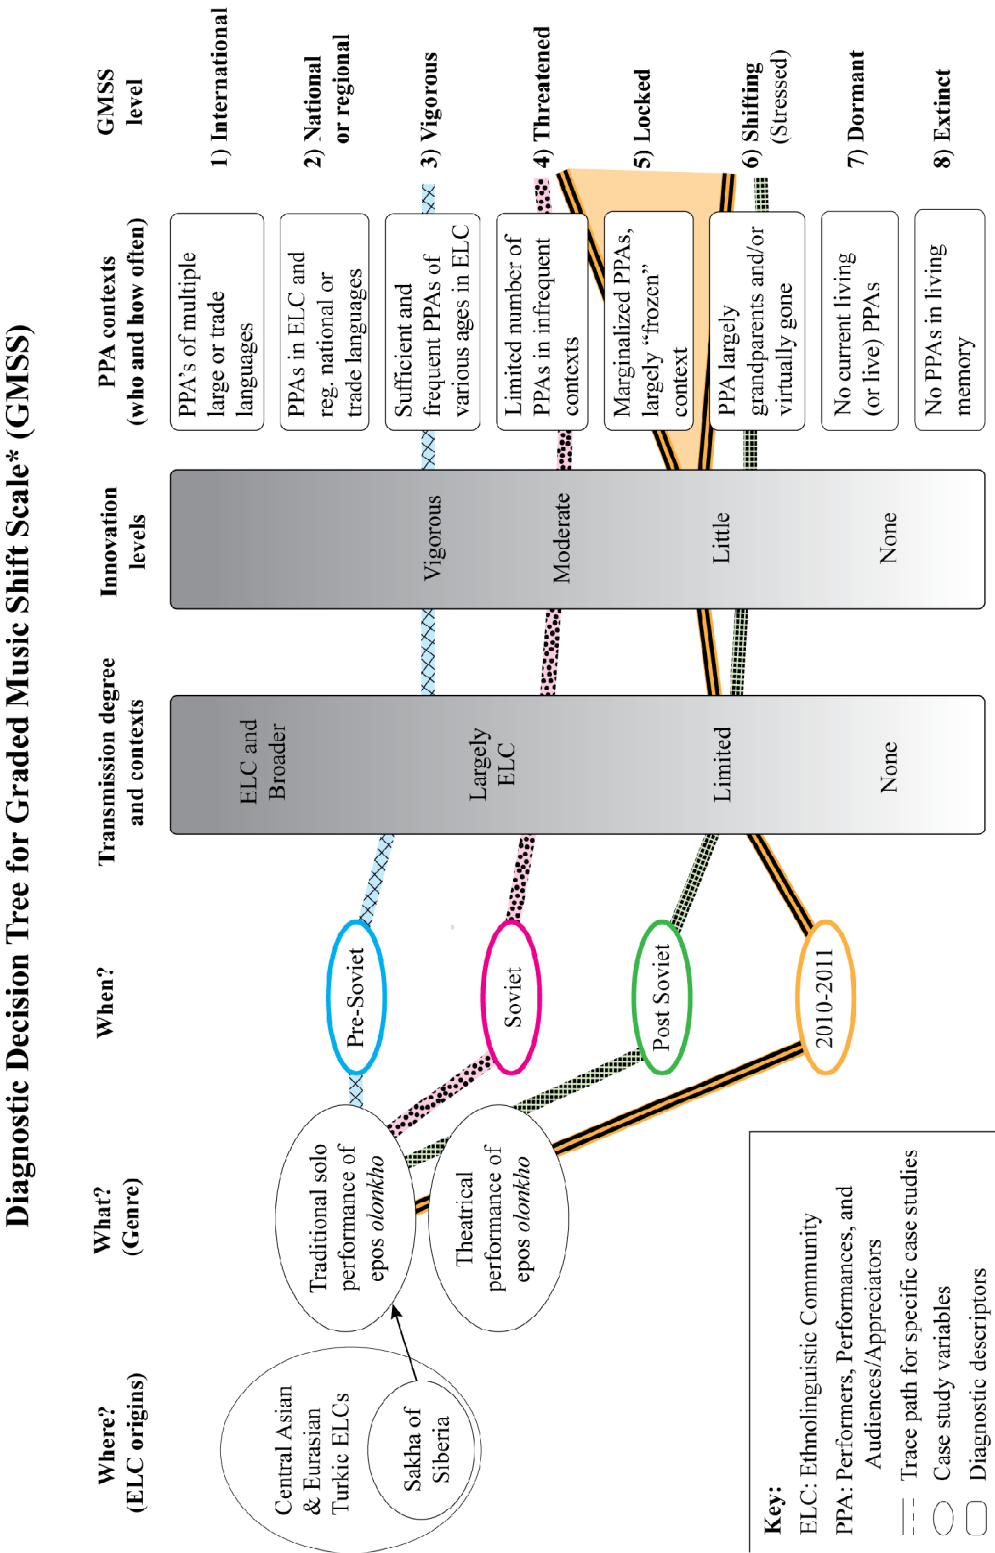 Diagnostic Decision Tree for Graded Music Shift Scale* (GMSS)
Where?
(ELC origins)
What?
(Genre)
When?
Transmission degree
and contexts
Innovation
levels
PPA contexts
(who and how often)
GMSS
level
Central Asian
& Eurasian
Turkic ELCs
Sakha of
Siberia
Traditional solo
performance of
epos olonkho
Theatrical
performance of
epos olonkho
Pre-Soviet
Soviet
Post Soviet
2010-2011
ELC and
Broader
Largely
ELC
Limited
None
Vigorous
Moderate
Little
None
PPA's of multiple
large or trade
languages
PPAs in ELC and
reg. national or
trade languages
Sufficient and
frequent PPAs of
various ages in ELC
Limited number of
PPAs in infrequent
contexts
Marginalized PPAs,
largely “frozen”
context
PPA largely
grandparents and/or
virtually gone
No current living
(or live) PPAs
No PPAs in living
memory
1) International
2) National
or regional
3) Vigorous
4) Threatened
5) Locked
6) Shifting
(Stressed)
7) Dormant
8) Extinct
Key:
ELC: Ethnolinguistic Community
PPA: Performers, Performances, and
Audiences/Appreciators
Trace path for specific case studies
Case study variables
Diagnostic descriptors